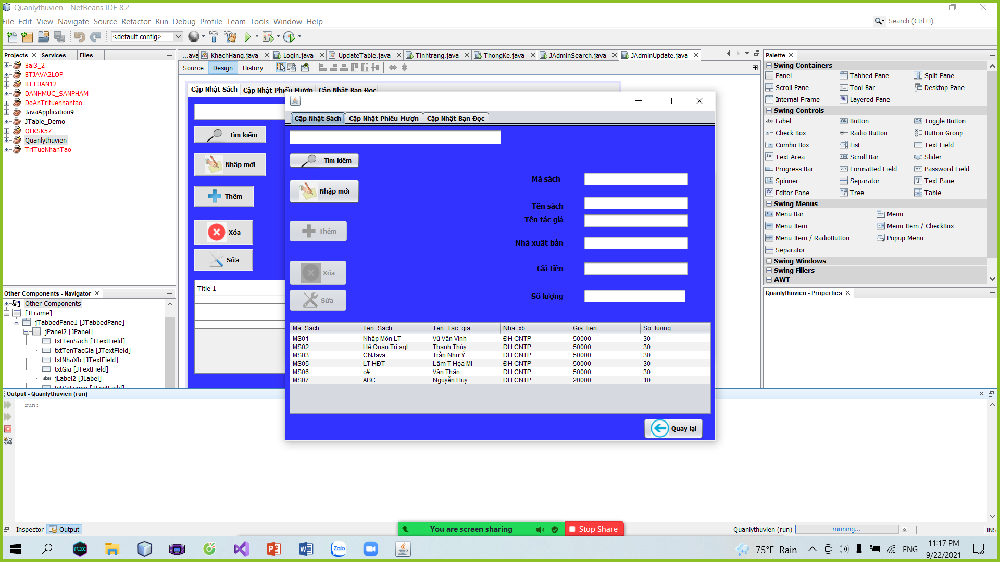 Quanlythuvien - NetBeans IDE 8.2
File Edit View Navigate Source Refactor Run Debug Profile Team Tools Window Help
Search (Ctrl+I)
<default config>
Projects Services Files
...ava KhachHang.java Login.java UpdateTable.java Tinhtrang.java ThongKe.java JAdminSearch.java JAdminUpdate.java
Source Design History
Bai3_2
BTJAVA2LOP
BTTUAN12
DANHMUC_SANPHAM
DoAnTrituenhantao
JavaApplication9
JTable_Demo
QLKSK57
Quanlythuvien
TriTueNhanTao
Other Components - Navigator
Other Components
[JFrame]
jTabbedPane1 [JTabbedPane]
jPanel2 [JPanel]
txtTenSach [JTextField]
txtTenTacGia [JTextField]
txtNhaXb [JTextField]
txtGia [JTextField]
jLabel2 [JLabel]
txtSoLuong [JTextField]
Cập Nhật Sách Cập Nhật Phiếu Mượn Cập Nhật Bạn Đọc
Tìm kiếm
Nhập mới
Thêm
Xóa
Sửa
Title 1
Cập Nhật Sách Cập Nhật Phiếu Mượn Cập Nhật Bạn Đọc
Tìm kiếm
Nhập mới
Thêm
Xóa
Sửa
Mã sách
Tên sách
Tên tác giả
Nhà xuất bản
Giá tiền
Số lượng
Ma_Sach Ten_Sach Ten_Tac_gia Nha_xb Gia_tien So_luong
MS01 Nhập Môn LT Vũ Văn Vinh ĐH CNTP 50000 30
MS02 Hệ Quản Trị sql Thanh Thủy ĐH CNTP 50000 30
MS03 CNJava Trần Như Ý ĐH CNTP 50000 30
MS05 LT HĐT Lâm T Họa Mi ĐH CNTP 50000 30
MS06 c# Văn Thân ĐH CNTP 50000 30
MS07 ABC Nguyễn Huy ĐH CNTP 20000 10
Quay lại
Palette
Swing Containers
Panel Tabbed Pane Split Pane
Scroll Pane Tool Bar Desktop Pane
Internal Frame Layered Pane
Swing Controls
Label Button Toggle Button
Check Box Radio Button Button Group
Combo Box List Text Field
Text Area Scroll Bar Slider
Progress Bar Formatted Field Password Field
Spinner Separator Text Pane
Editor Pane Tree Table
Swing Menus
Menu Bar Menu
Menu Item Menu Item / CheckBox
Menu Item / RadioButton Popup Menu
Separator
Swing Windows
Swing Fillers
AWT
Quanlythuvien - Properties
Output - Quanlythuvien (run)
run:
Inspector Output
You are screen sharing Stop Share
Quanlythuvien (run) running... INS
nox
Zalo
75°F Rain
ENG
11:17 PM
9/22/2021